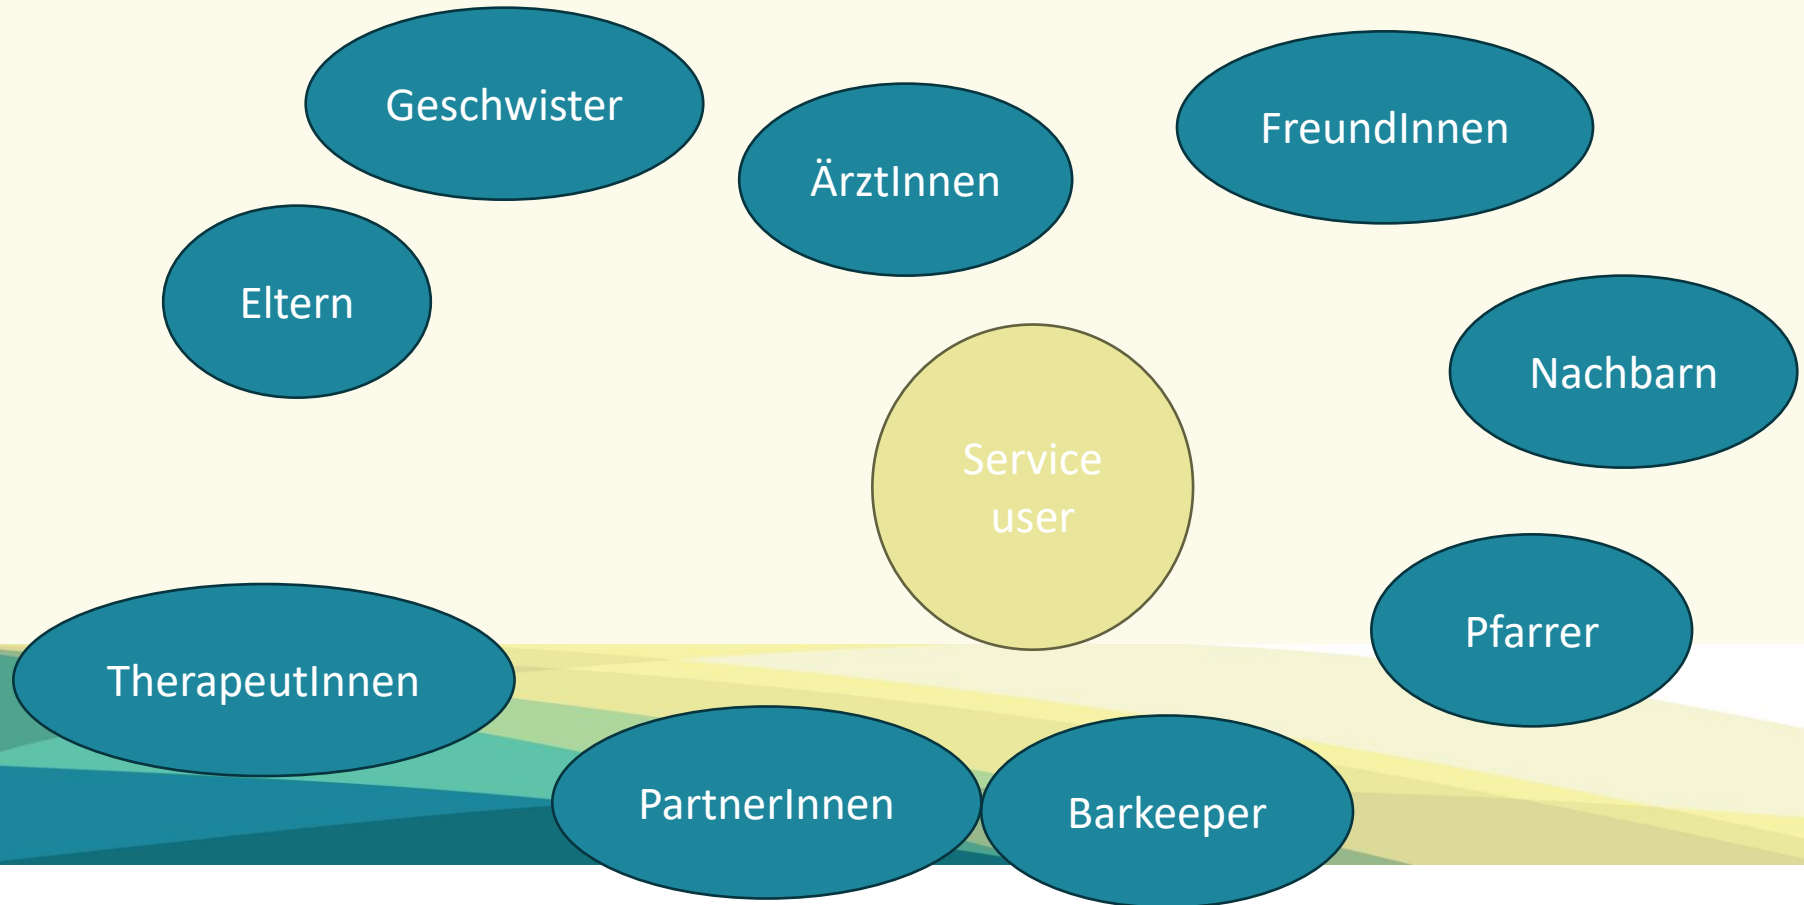 Geschwister
FreundInnen
ÄrztInnen
Eltern
Nachbarn
Service
user
Pfarrer
TherapeutInnen
PartnerInnen
Barkeeper